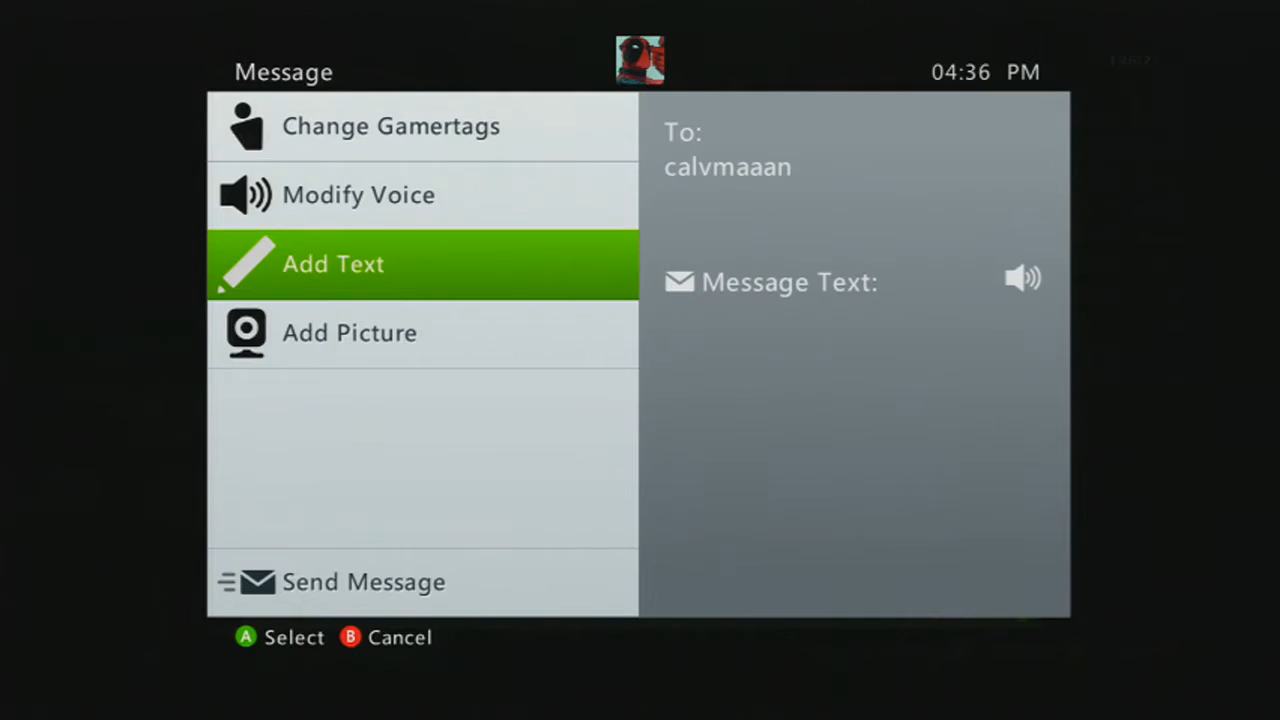 Message
04:36 PM
Change Gamertags
Modify Voice
Add Text
Add Picture
Send Message
To:
calvmaaan
Message Text:
A Select B Cancel